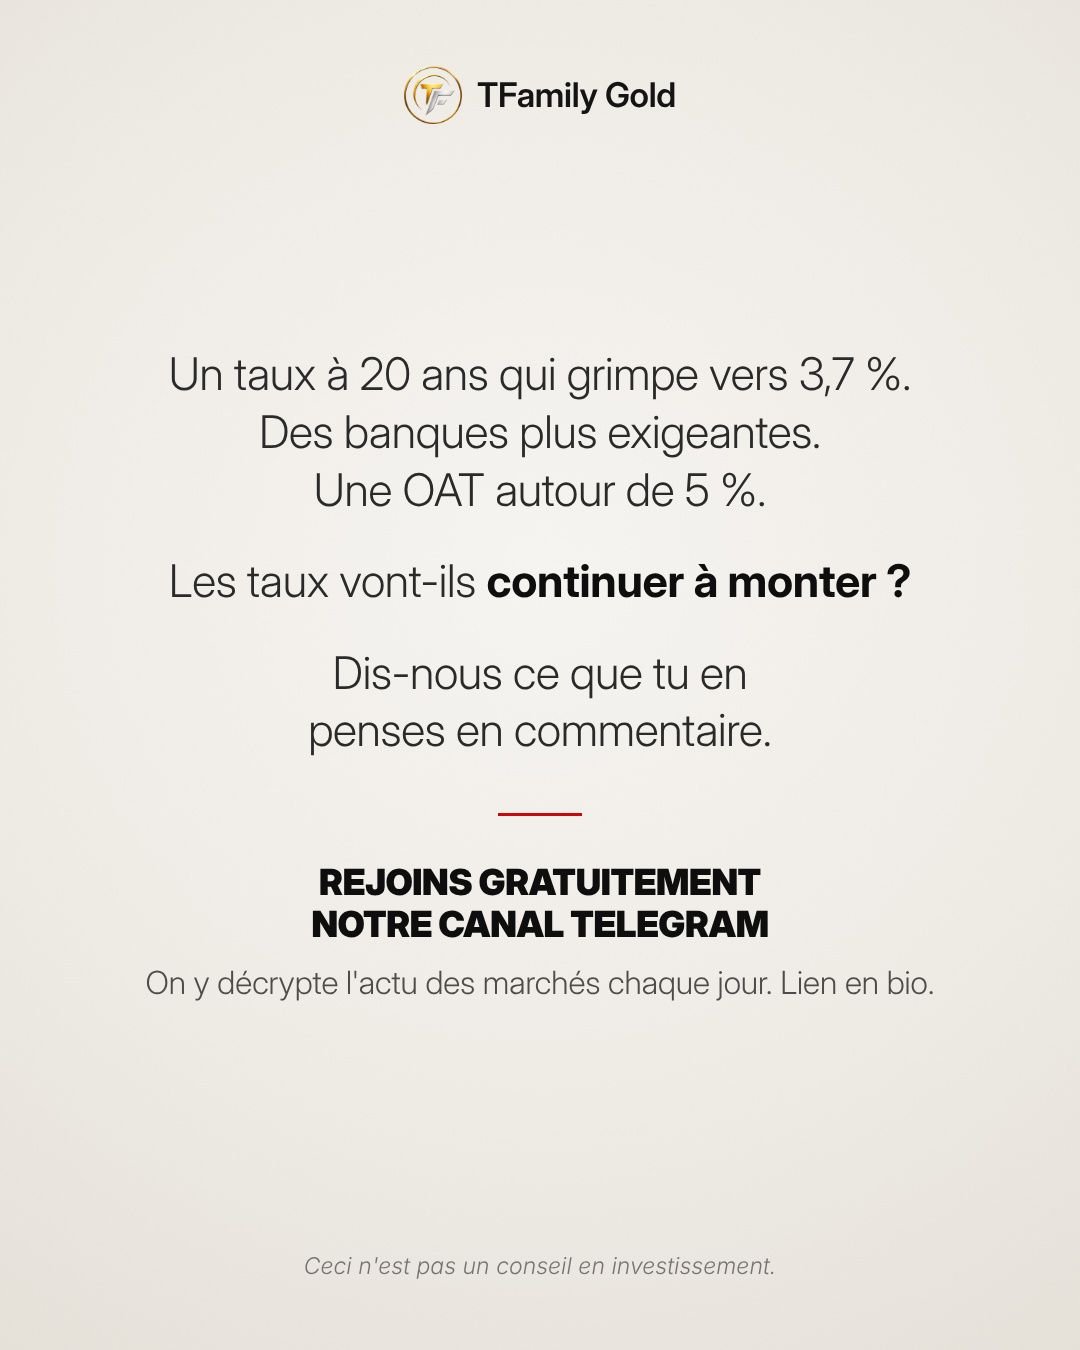 TF TFamily Gold
Un taux à 20 ans qui grimpe vers 3,7 %.
Des banques plus exigeantes.
Une OAT autour de 5 %.
Les taux vont-ils continuer à monter ?
Dis-nous ce que tu en
penses en commentaire.
REJOINS GRATUITEMENT
NOTRE CANAL TELEGRAM
On y décrypte l'actu des marchés chaque jour. Lien en bio.
Ceci n'est pas un conseil en investissement.